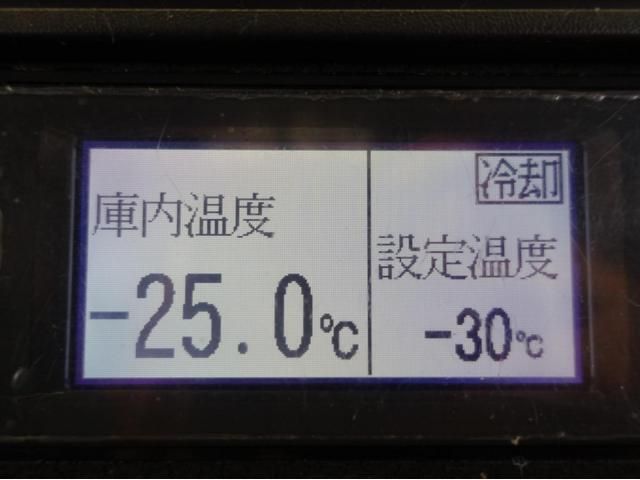 庫内温度
-25.0℃
冷却
設定温度
-30℃